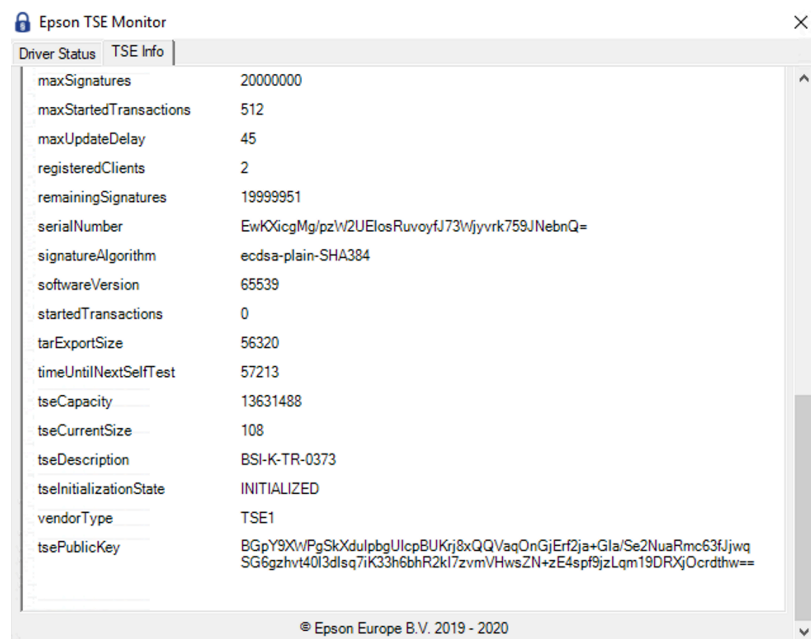 Epson TSE Monitor
Driver Status TSE Info
maxSignatures 20000000
maxStartedTransactions 512
maxUpdateDelay 45
registeredClients 2
remainingSignatures 19999951
serialNumber EwKXicgMg/pzW2UElosRuvoyfJ73Wjyvrk759JNebnQ=
signatureAlgorithm ecdsa-plain-SHA384
softwareVersion 65539
startedTransactions 0
tarExportSize 56320
timeUntilNextSelfTest 57213
tseCapacity 13631488
tseCurrentSize 108
tseDescription BSI-K-TR-0373
tseInitializationState INITIALIZED
vendorType TSE1
tsePublicKey BGpY9XWPgSkXdulpbgUlcpBUKrj8xQQVaqOnGjErf2ja+GIa/Se2NuaRmc63fJjwq
SG6gzhvt40I3dlsq7iK33h6bhR2kI7zvmVHwsZN+zE4spf9jzLqm19DRXjOcrdthw==
© Epson Europe B.V. 2019 - 2020